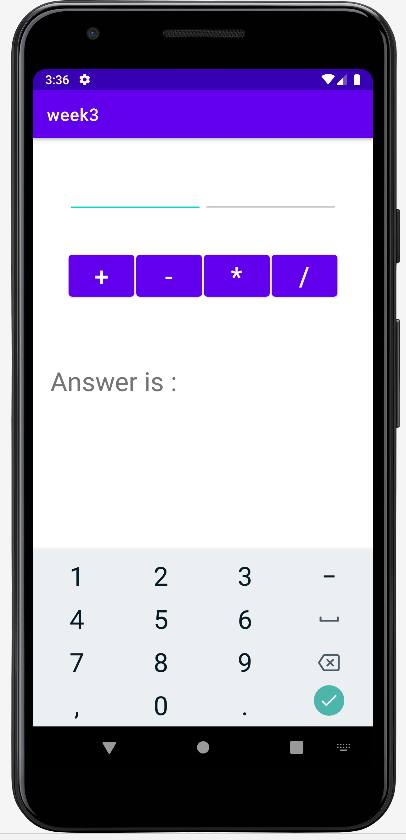 3:36
week3
+ - * /
Answer is :
1 2 3 -
4 5 6
7 8 9
, 0 .